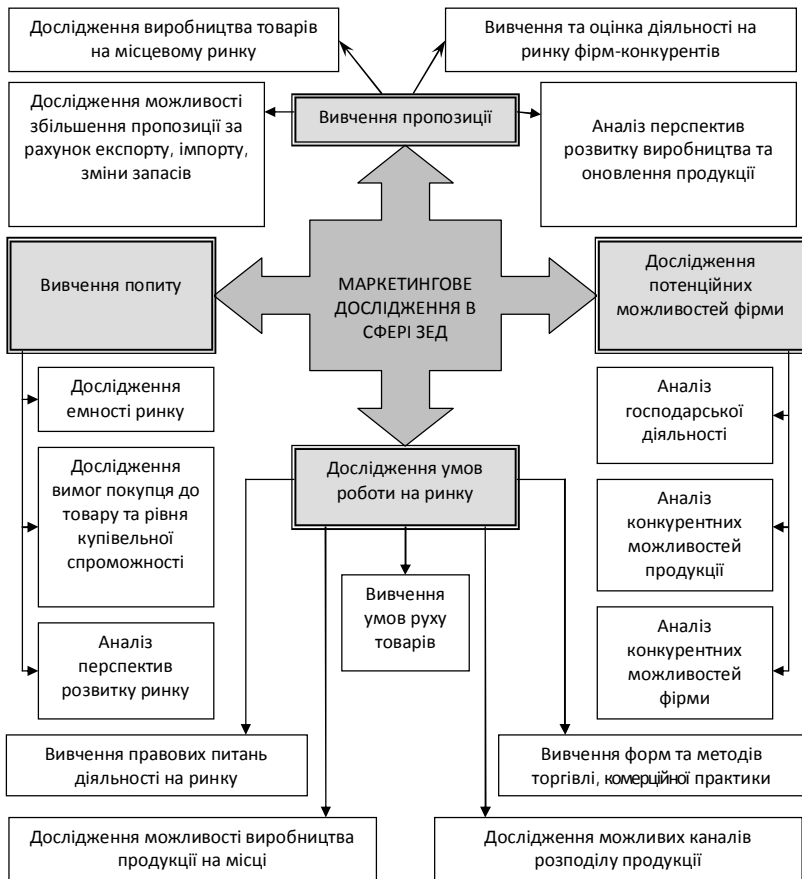 Дослідження виробництва товарів
на місцевому ринку
Вивчення та оцінка діяльності на
ринку фірм-конкурентів
Дослідження можливості
збільшення пропозиції за
рахунок експорту, імпорту,
зміни запасів
Вивчення пропозиції
Аналіз перспектив
розвитку виробництва та
оновлення продукції
Вивчення попиту
МАРКЕТИНГОВЕ
ДОСЛІДЖЕННЯ В
СФЕРІ ЗЕД
Дослідження
потенційних
можливостей фірми
Дослідження
емності ринку
Дослідження
вимог покупця до
товару та рівня
купівельної
спроможності
Аналіз
перспектив
розвитку ринку
Дослідження умов
роботи на ринку
Аналіз
господарської
діяльності
Аналіз
конкурентних
можливостей
продукції
Аналіз
конкурентних
можливостей
фірми
Вивчення
умов руху
товарів
Вивчення правових питань
діяльності на ринку
Вивчення форм та методів
торгівлі, комерційної практики
Дослідження можливості виробництва
продукції на місці
Дослідження можливих каналів
розподілу продукції